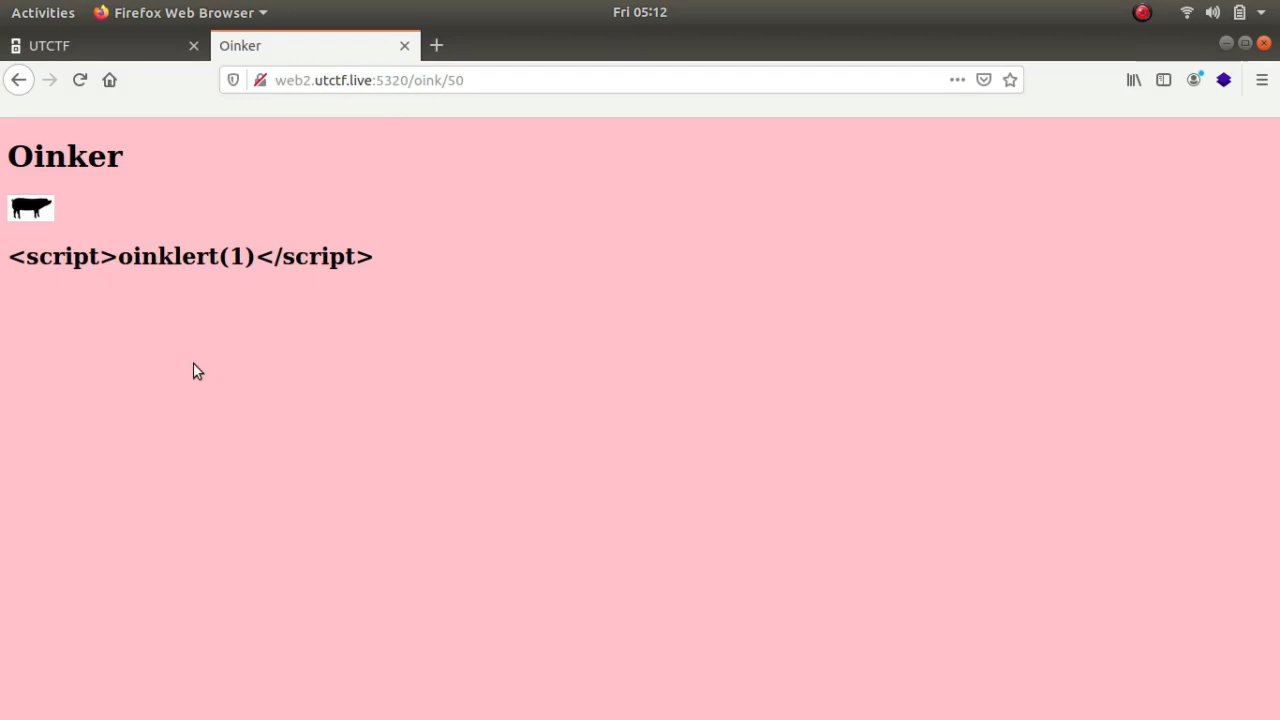 Activities Firefox Web Browser Fri 05:12
UTCTF Oinker
web2.utctf.live:5320/oink/50
Oinker
<script>oinklert(1)</script>